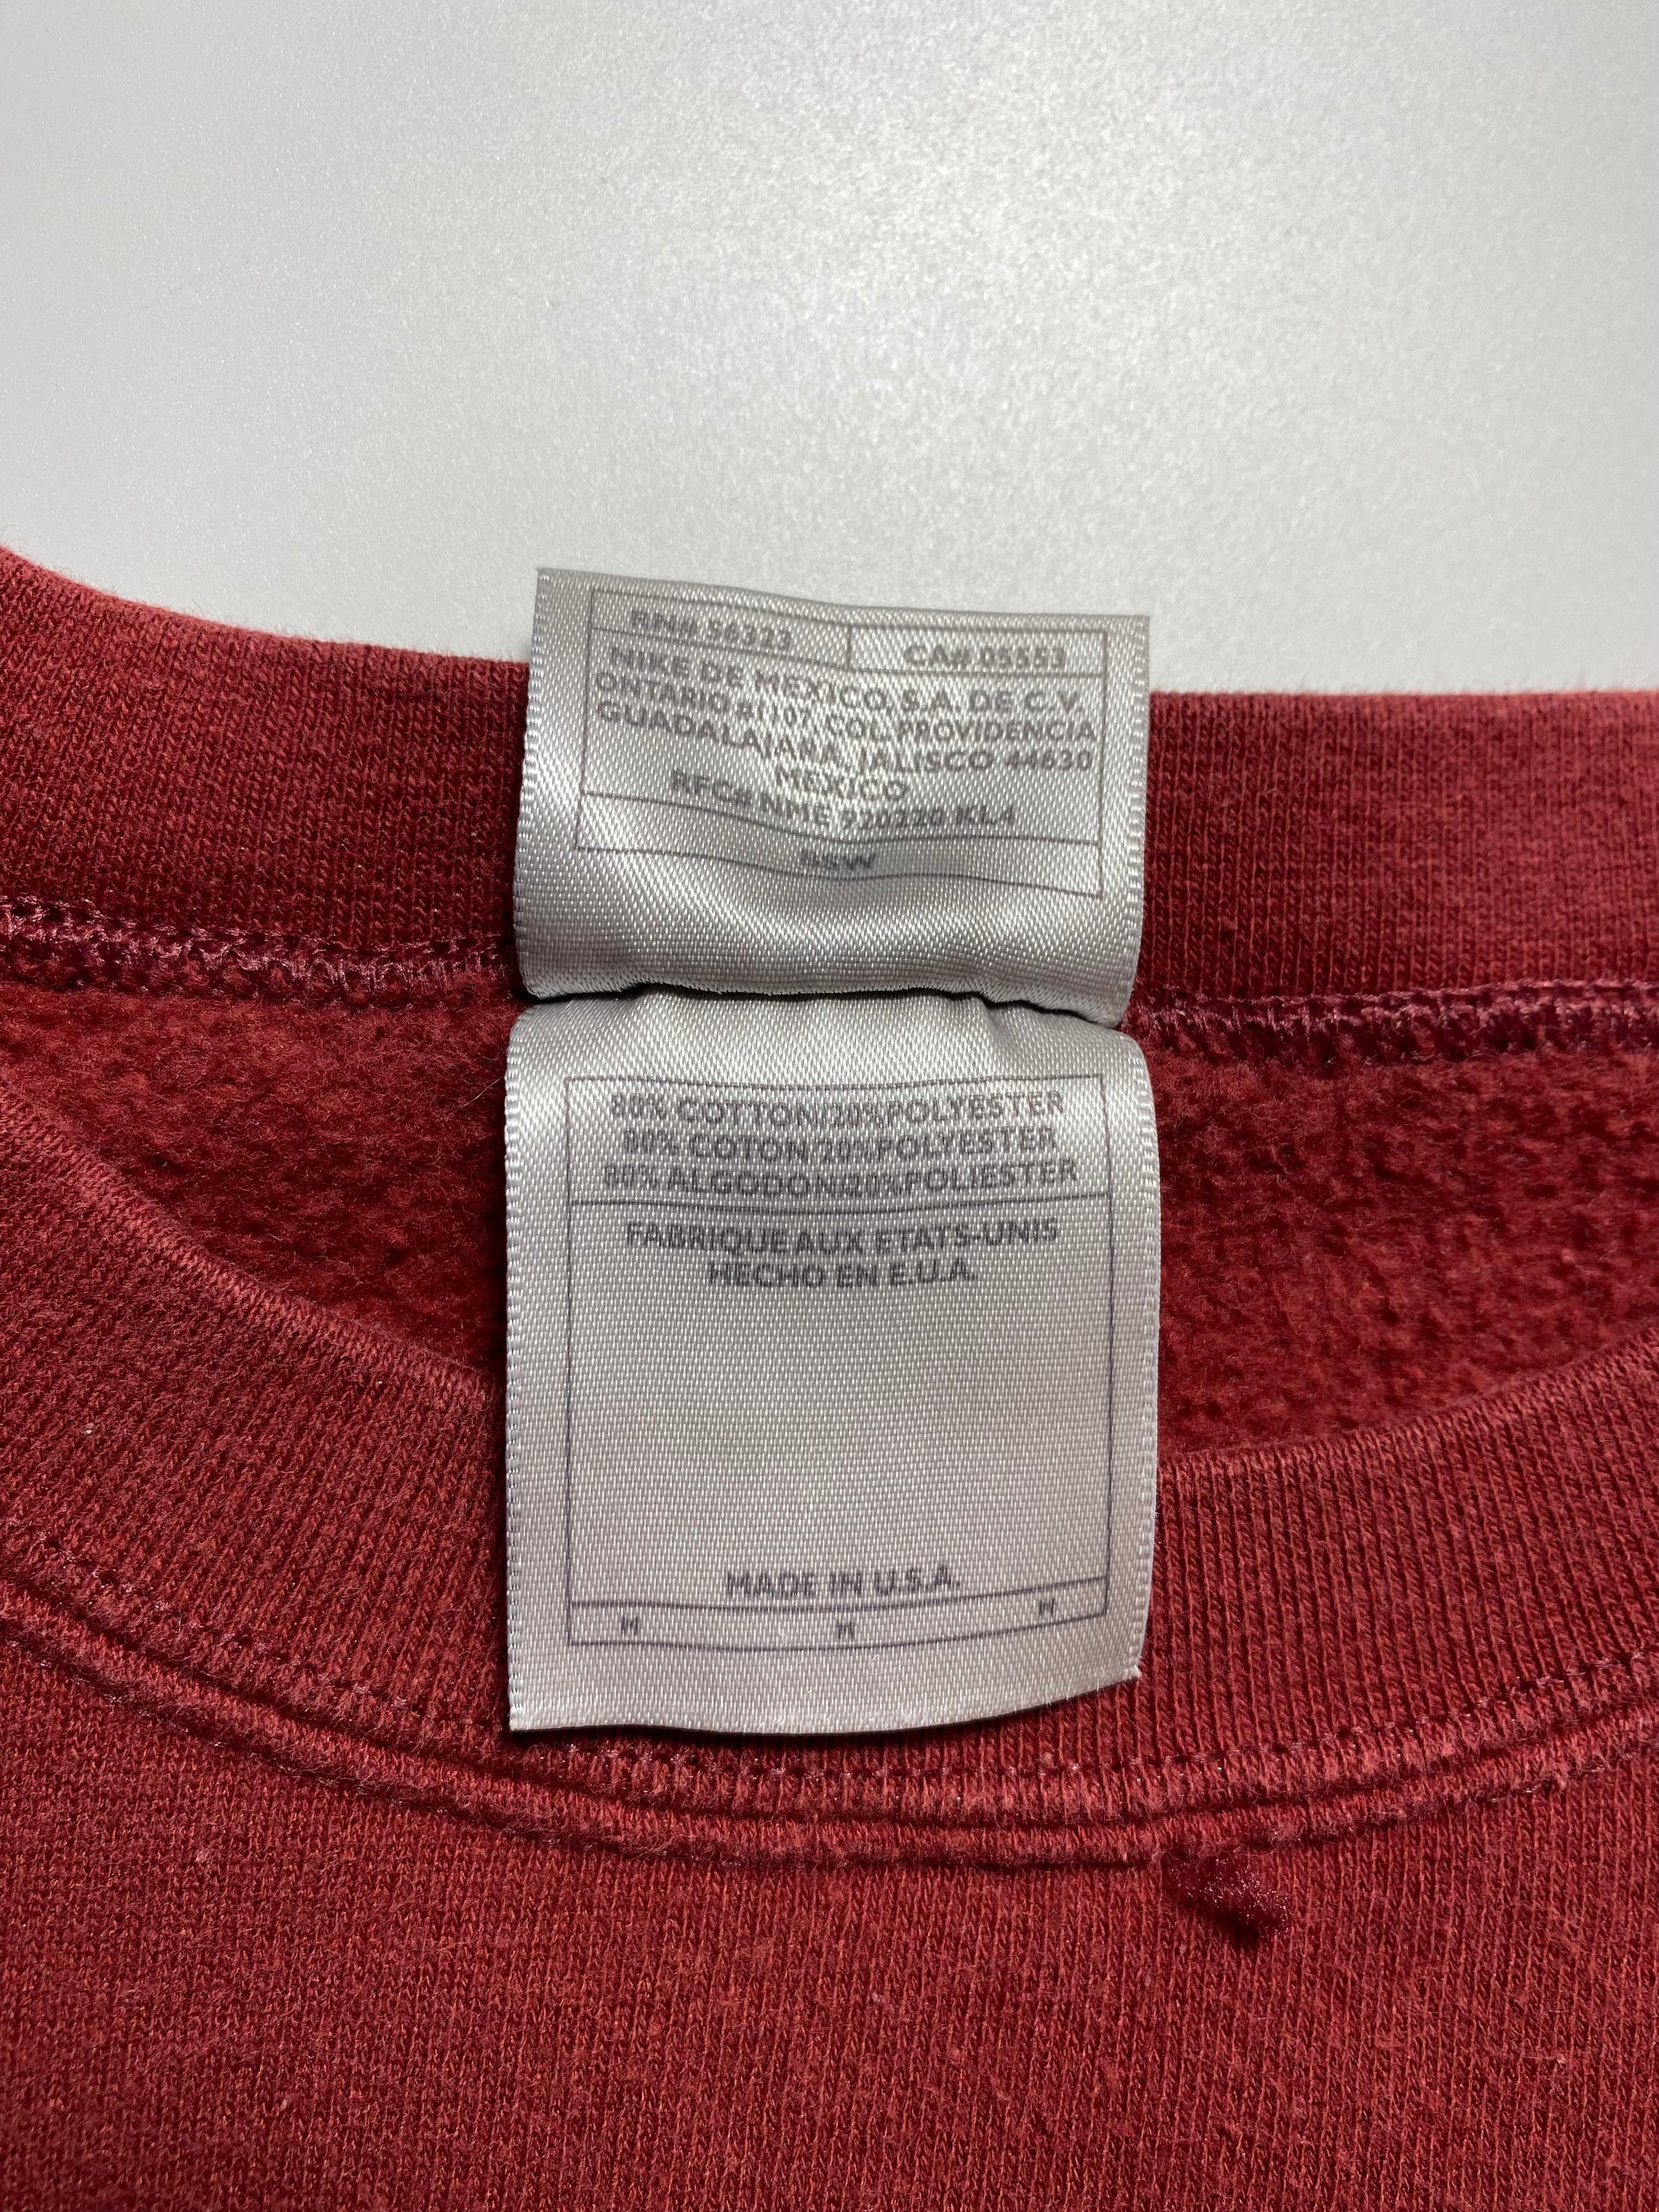 RN# 56323 CA# 05553
NIKE DE MEXICO, S.A. DE C.V.
ONTARIO #1107, COL. PROVIDENCIA
GUADALAJARA, JALISCO 44630
MEXICO
RFC# NME 920220 KL4
BSW
80% COTTON/20%POLYESTER
80% COTON/20%POLYESTER
80% ALGODON/20%POLIESTER
FABRIQUE AUX ETATS-UNIS
HECHO EN E.U.A.
MADE IN U.S.A.
M M M